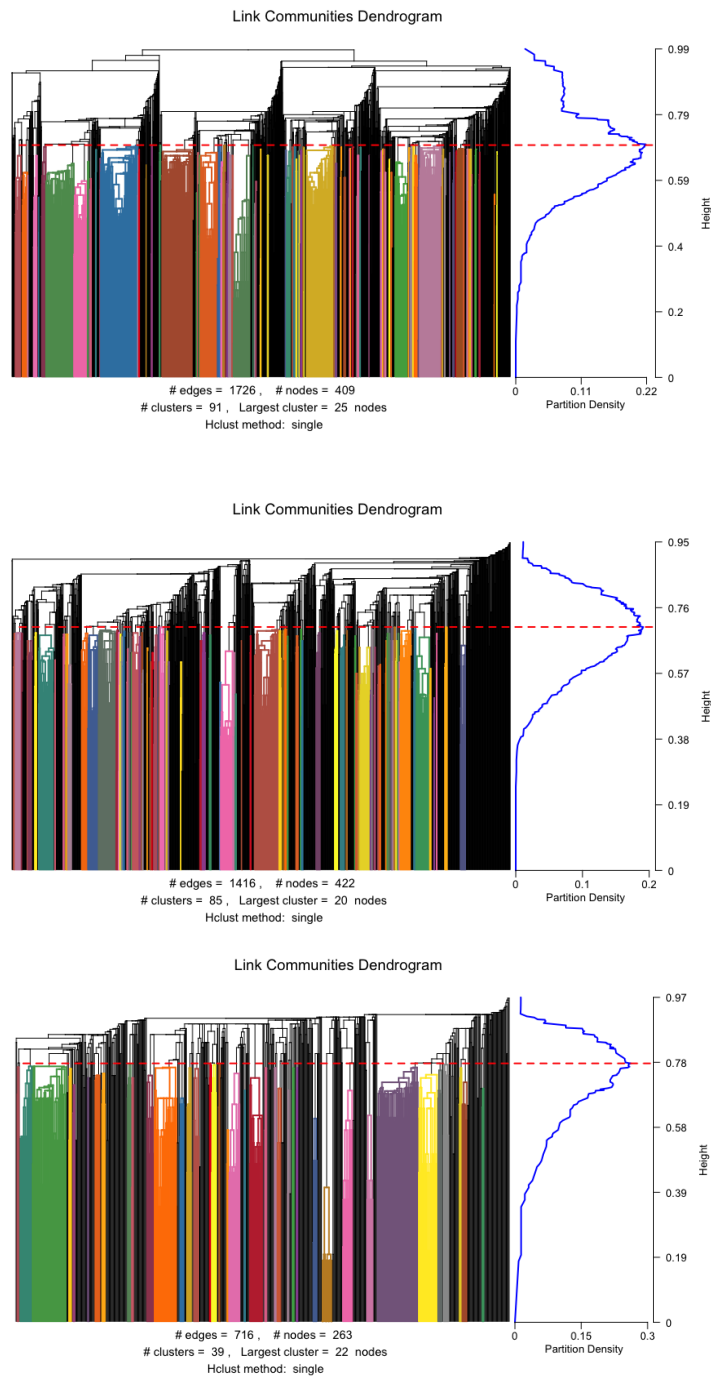 Link Communities Dendrogram
0.99
0.79
0.59
0.4
0.2
0
Height
0 0.11 0.22
Partition Density
# edges = 1726 , # nodes = 409
# clusters = 91 , Largest cluster = 25 nodes
Hclust method: single
Link Communities Dendrogram
0.95
0.76
0.57
0.38
0.19
0
Height
0 0.1 0.2
Partition Density
# edges = 1416 , # nodes = 422
# clusters = 85 , Largest cluster = 20 nodes
Hclust method: single
Link Communities Dendrogram
0.97
0.78
0.58
0.39
0.19
0
Height
0 0.15 0.3
Partition Density
# edges = 716 , # nodes = 263
# clusters = 39 , Largest cluster = 22 nodes
Hclust method: single